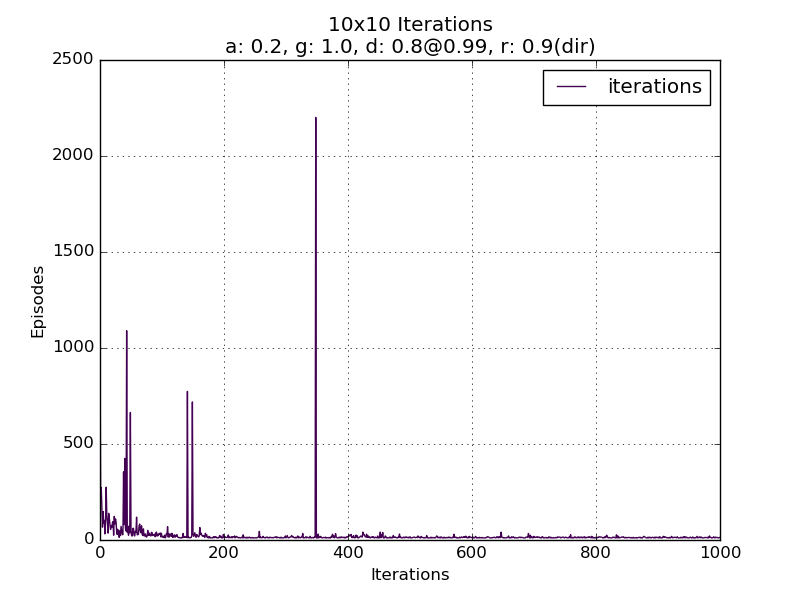 10x10 Iterations
a: 0.2, g: 1.0, d: 0.8@0.99, r: 0.9(dir)
2500
iterations
2000
1500
Episodes
1000
500
0
0 200 400 600 800 1000
Iterations